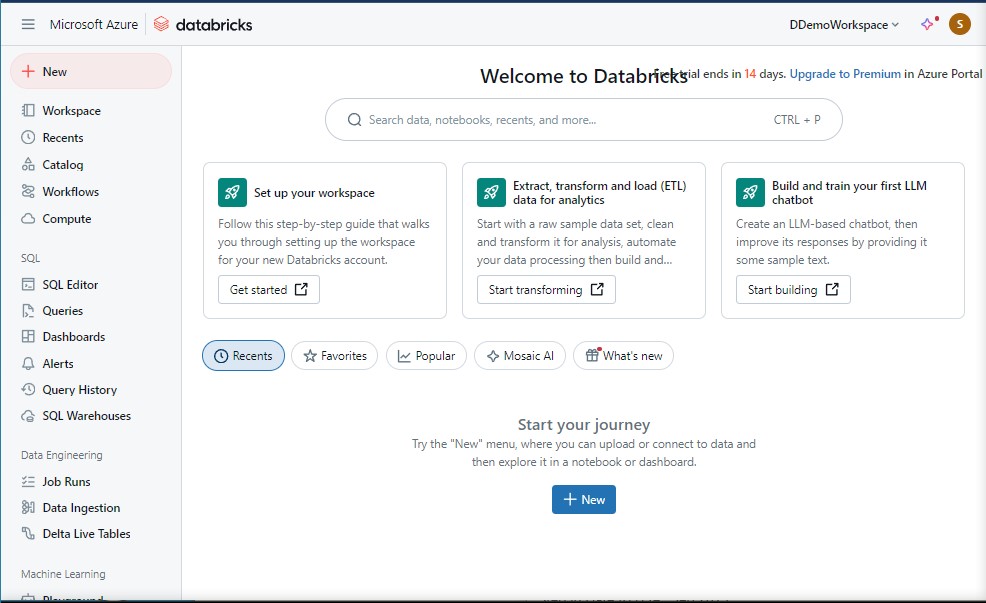 Microsoft Azure databricks
DDemoWorkspace
S
New
Workspace
Recents
Catalog
Workflows
Compute
SQL
SQL Editor
Queries
Dashboards
Alerts
Query History
SQL Warehouses
Data Engineering
Job Runs
Data Ingestion
Delta Live Tables
Machine Learning
Playground
Welcome to Databricks
Free trial ends in 14 days. Upgrade to Premium in Azure Portal
Search data, notebooks, recents, and more...
CTRL + P
Set up your workspace
Follow this step-by-step guide that walks
you through setting up the workspace
for your new Databricks account.
Get started
Extract, transform and load (ETL)
data for analytics
Start with a raw sample data set, clean
and transform it for analysis, automate
your data processing then build and...
Start transforming
Build and train your first LLM
chatbot
Create an LLM-based chatbot, then
improve its responses by providing it
some sample text.
Start building
Recents
Favorites
Popular
Mosaic AI
What's new
Start your journey
Try the "New" menu, where you can upload or connect to data and
then explore it in a notebook or dashboard.
New